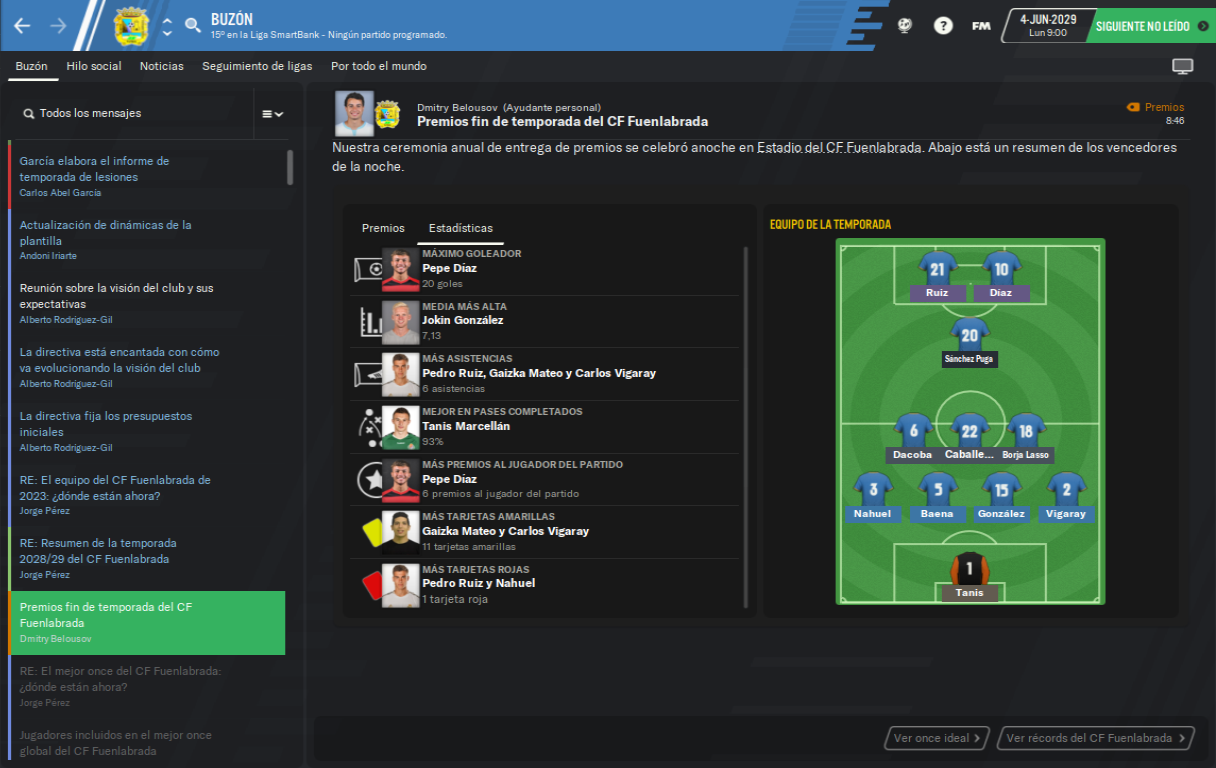 BUZÓN
15º en la Liga SmartBank - Ningún partido programado.
?
FM
4-JUN-2029
Lun 9:00
SIGUIENTE NO LEÍDO
Buzón
Hilo social
Noticias
Seguimiento de ligas
Por todo el mundo
Todos los mensajes
García elabora el informe de
temporada de lesiones
Carlos Abel García
Actualización de dinámicas de la
plantilla
Andoni Iriarte
Reunión sobre la visión del club y sus
expectativas
Alberto Rodríguez-Gil
La directiva está encantada con cómo
va evolucionando la visión del club
Alberto Rodríguez-Gil
La directiva fija los presupuestos
iniciales
Alberto Rodríguez-Gil
RE: El equipo del CF Fuenlabrada de
2023: ¿dónde están ahora?
Jorge Pérez
RE: Resumen de la temporada
2028/29 del CF Fuenlabrada
Jorge Pérez
Premios fin de temporada del CF
Fuenlabrada
Dmitry Belousov
RE: El mejor once del CF Fuenlabrada:
¿dónde están ahora?
Jorge Pérez
Jugadores incluidos en el mejor once
global del CF Fuenlabrada
Dmitry Belousov (Ayudante personal)
Premios fin de temporada del CF Fuenlabrada
Premios
8:46
Nuestra ceremonia anual de entrega de premios se celebró anoche en Estadio del CF Fuenlabrada. Abajo está un resumen de los vencedores
de la noche.
Premios
Estadísticas
MÁXIMO GOLEADOR
Pepe Díaz
20 goles
MEDIA MÁS ALTA
Jokin González
7,13
MÁS ASISTENCIAS
Pedro Ruiz, Gaizka Mateo y Carlos Vigaray
6 asistencias
MEJOR EN PASES COMPLETADOS
Tanis Marcellán
93%
MÁS PREMIOS AL JUGADOR DEL PARTIDO
Pepe Díaz
6 premios al jugador del partido
MÁS TARJETAS AMARILLAS
Gaizka Mateo y Carlos Vigaray
11 tarjetas amarillas
MÁS TARJETAS ROJAS
Pedro Ruiz y Nahuel
1 tarjeta roja
EQUIPO DE LA TEMPORADA
21
10
Ruiz
Díaz
20
Sánchez Puga
6
22
18
Dacoba
Caballe...
Borja Lasso
3
5
15
2
Nahuel
Baena
González
Vigaray
1
Tanis
Ver once ideal
Ver récords del CF Fuenlabrada